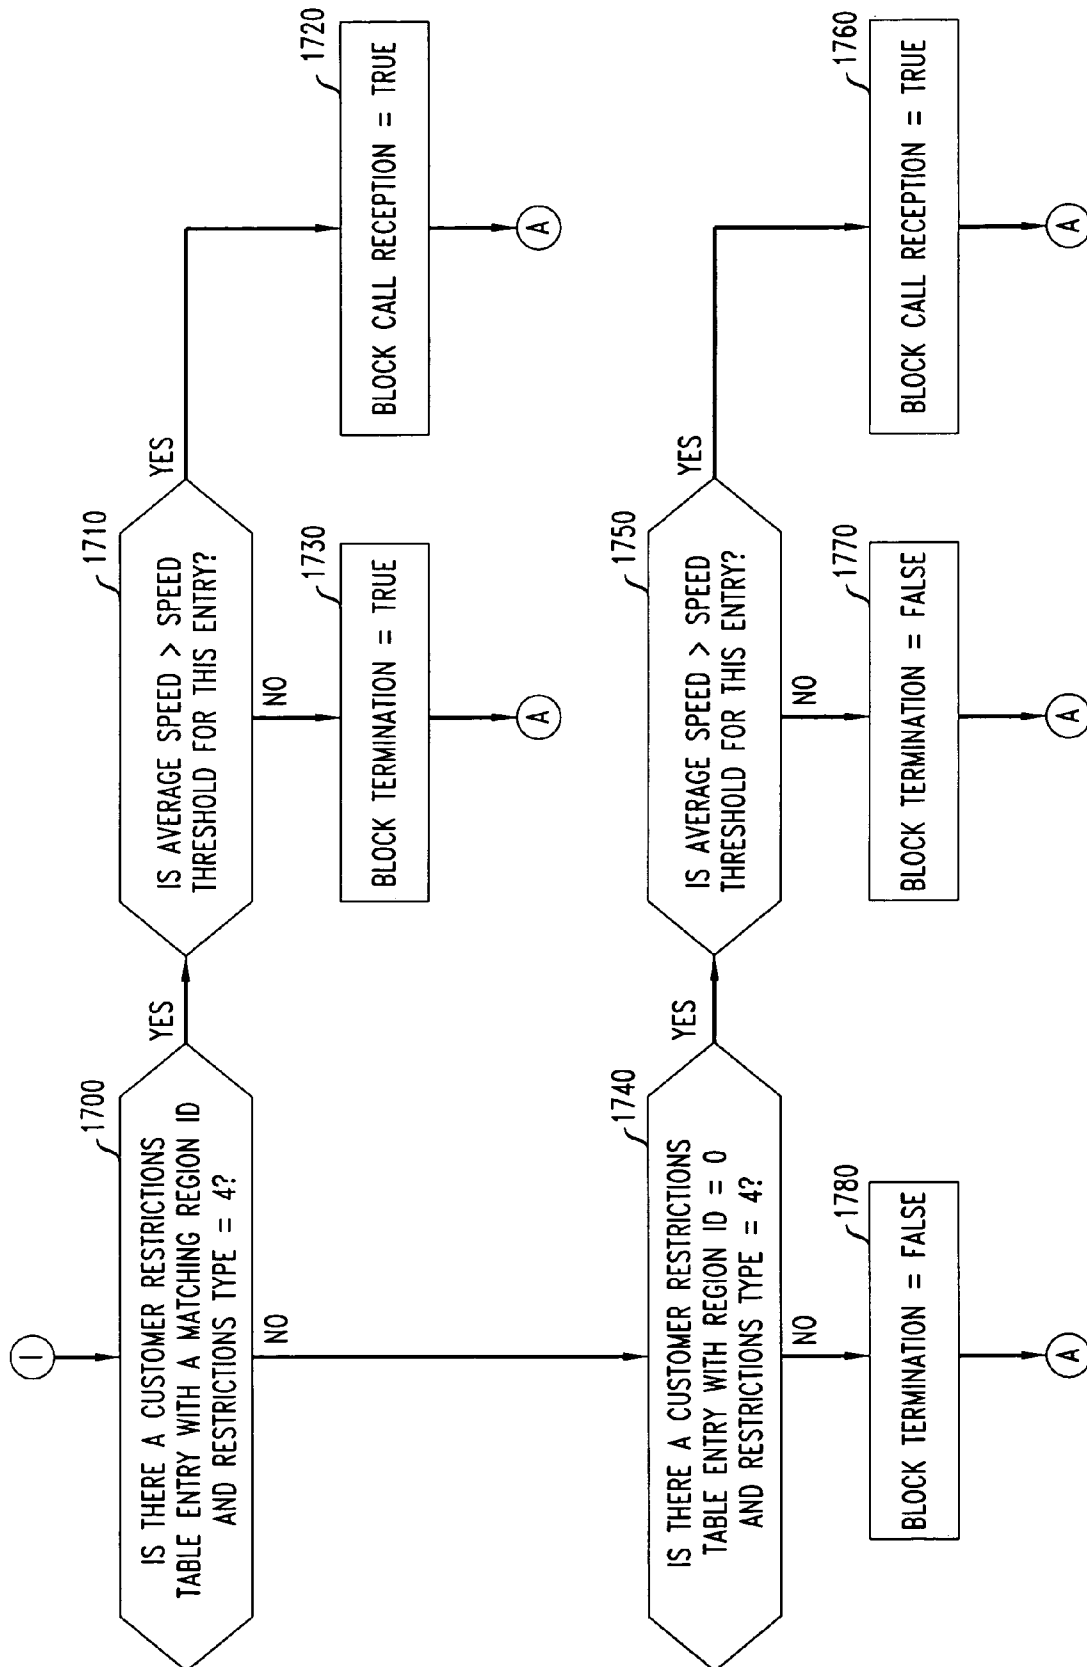 I
1700
IS THERE A CUSTOMER RESTRICTIONS
TABLE ENTRY WITH A MATCHING REGION ID
AND RESTRICTIONS TYPE = 4?
YES
NO
1710
IS AVERAGE SPEED > SPEED
THRESHOLD FOR THIS ENTRY?
YES
NO
1720
BLOCK CALL RECEPTION = TRUE
A
1730
BLOCK TERMINATION = TRUE
A
1740
IS THERE A CUSTOMER RESTRICTIONS
TABLE ENTRY WITH REGION ID = 0
AND RESTRICTIONS TYPE = 4?
YES
NO
1750
IS AVERAGE SPEED > SPEED
THRESHOLD FOR THIS ENTRY?
YES
NO
1760
BLOCK CALL RECEPTION = TRUE
A
1770
BLOCK TERMINATION = FALSE
A
1780
BLOCK TERMINATION = FALSE
A